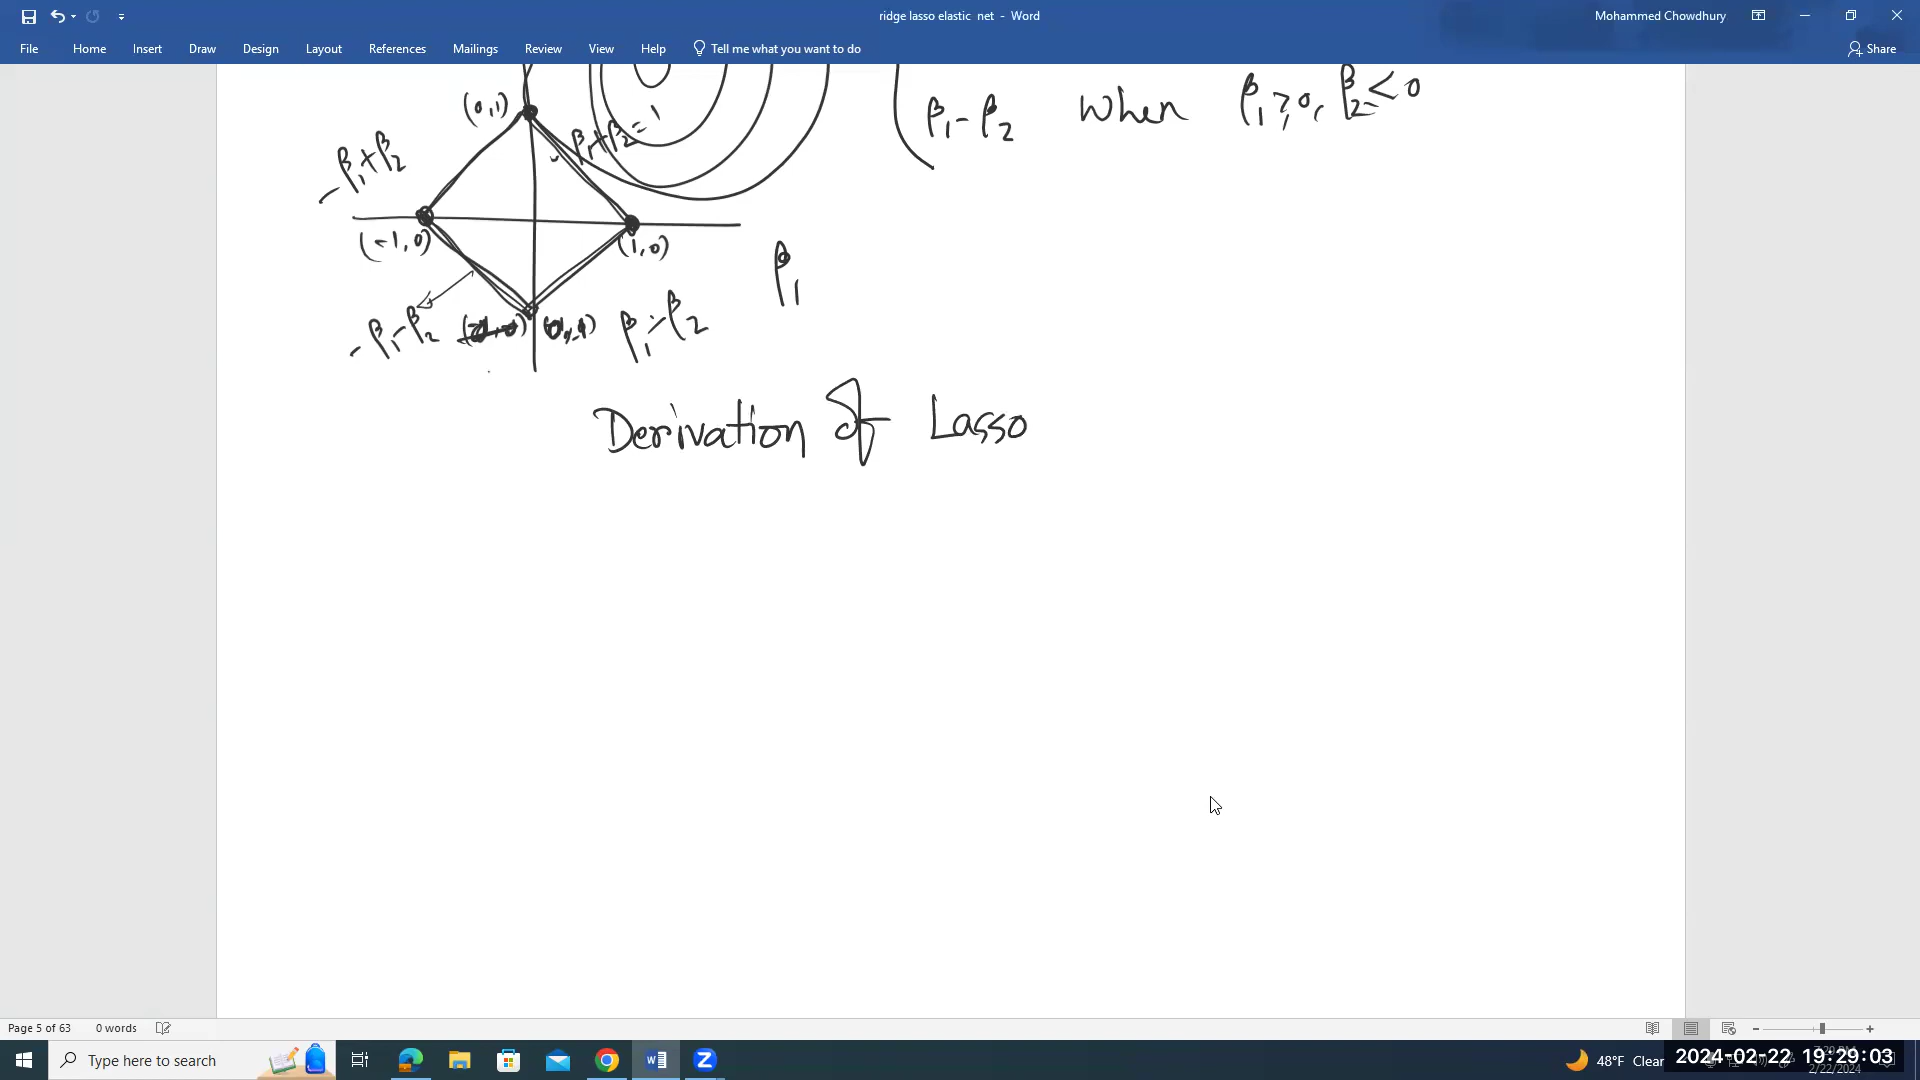 ridge lasso elastic net - Word
Mohammed Chowdhury
File Home Insert Draw Design Layout References Mailings Review View Help Tell me what you want to do
Share
(0,1)
β₁+β₂=1
-β₁+β₂
β₁-β₂ when β₁≥0, β₂<0
(-1,0)
(1,0)
β₁
-β₁-β₂
(0,-1)
β₁-β₂
Derivation of Lasso
Page 5 of 63 0 words
Type here to search
48°F Clear
2024-02-22 19:29:03
2/22/2024